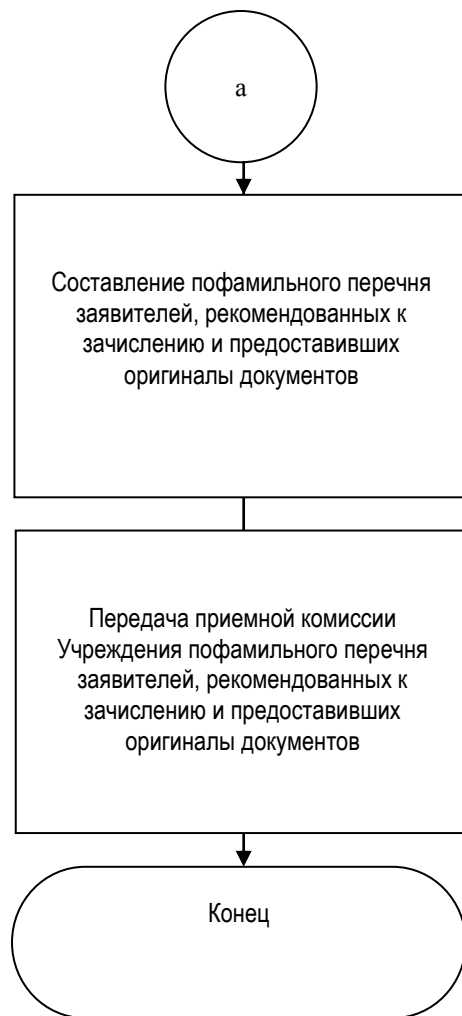 а
Составление пофамильного перечня
заявителей, рекомендованных к
зачислению и предоставивших
оригиналы документов
Передача приемной комиссии
Учреждения пофамильного перечня
заявителей, рекомендованных к
зачислению и предоставивших
оригиналы документов
Конец